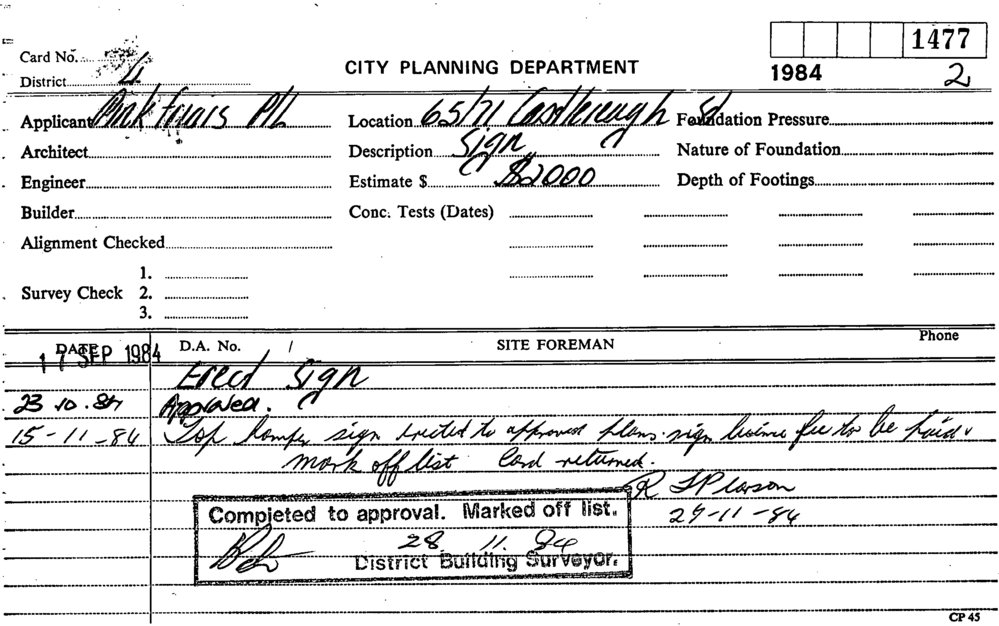 1477
Card No.
CITY PLANNING DEPARTMENT
1984 2
District 4
Applicant P/L Location 65/71 Castlereagh St Foundation Pressure
Architect Description Sign Nature of Foundation
Engineer Estimate $ $2000 Depth of Footings
Builder Conc. Tests (Dates)
Alignment Checked
1.
Survey Check 2.
3.
DATE D.A. No. / SITE FOREMAN Phone
17 SEP 1984
Erect Sign
23.10.84 Approved.
15-11-84 Top hamper sign erected to approved plans. sign licence fee to be paid
mark off list Card returned.
R
29-11-84
Completed to approval. Marked off list.
28 11. 84
District Building Surveyor.
CP 45